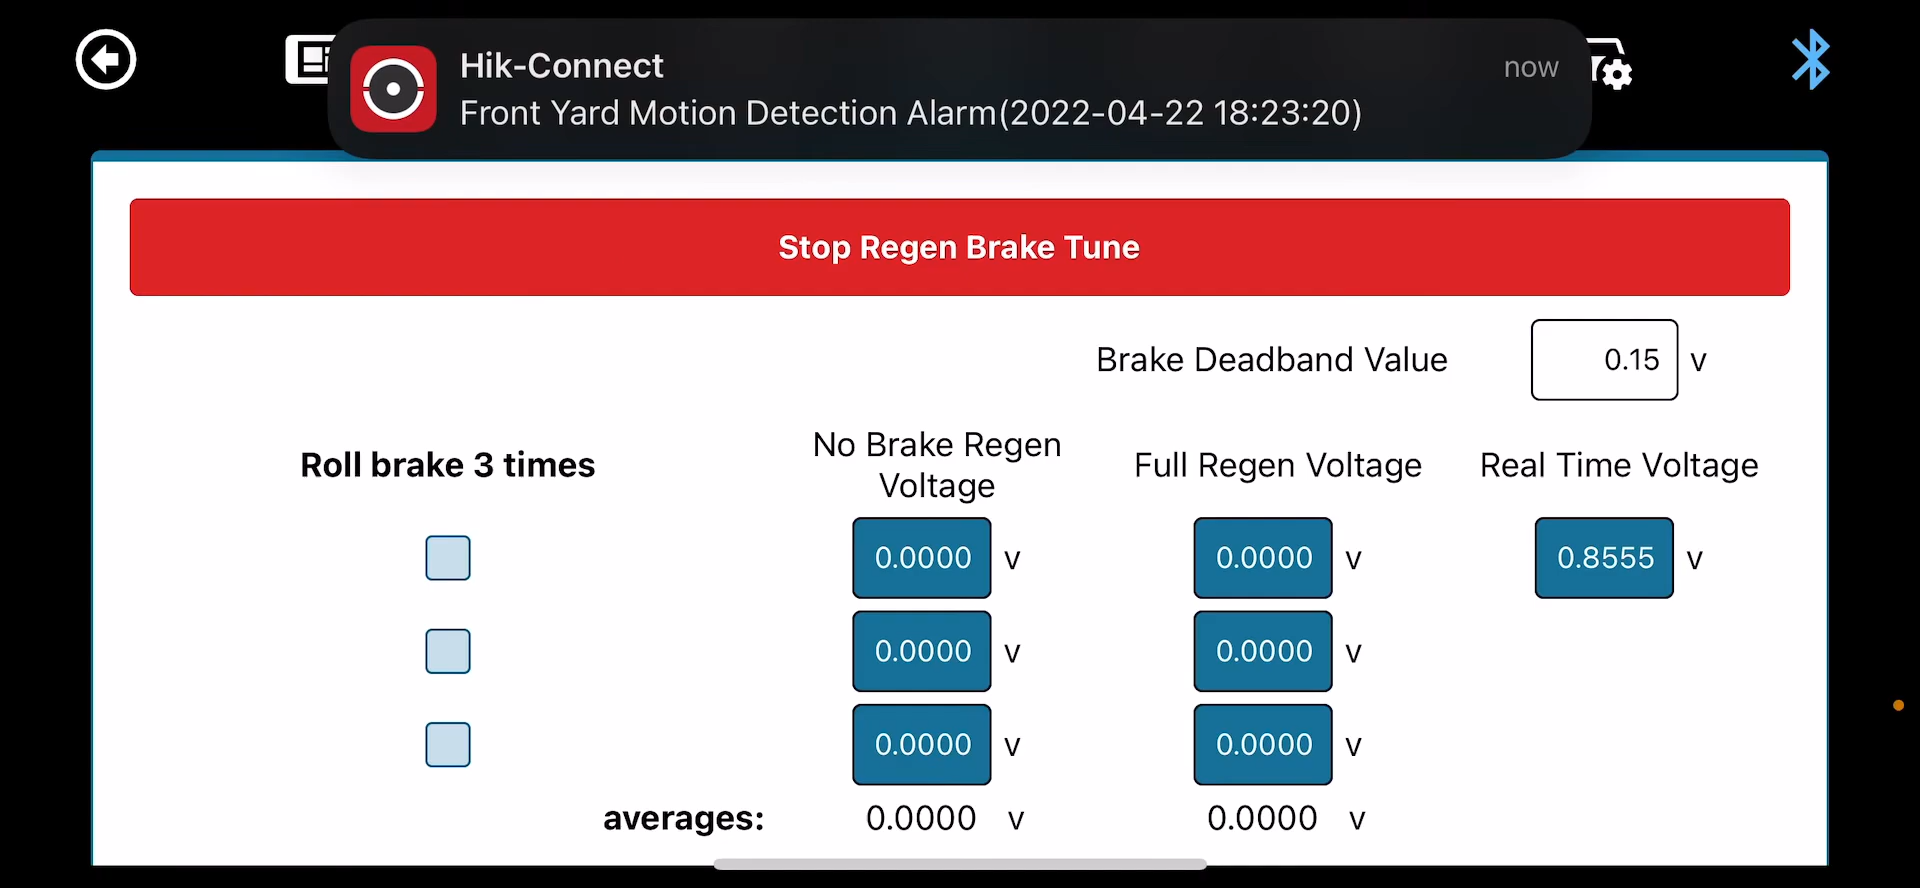 Hik-Connect
now
Front Yard Motion Detection Alarm(2022-04-22 18:23:20)
Stop Regen Brake Tune
Brake Deadband Value 0.15 v
Roll brake 3 times
No Brake Regen
Voltage
Full Regen Voltage
Real Time Voltage
0.0000 v 0.0000 v 0.8555 v
0.0000 v 0.0000 v
0.0000 v 0.0000 v
averages: 0.0000 v 0.0000 v